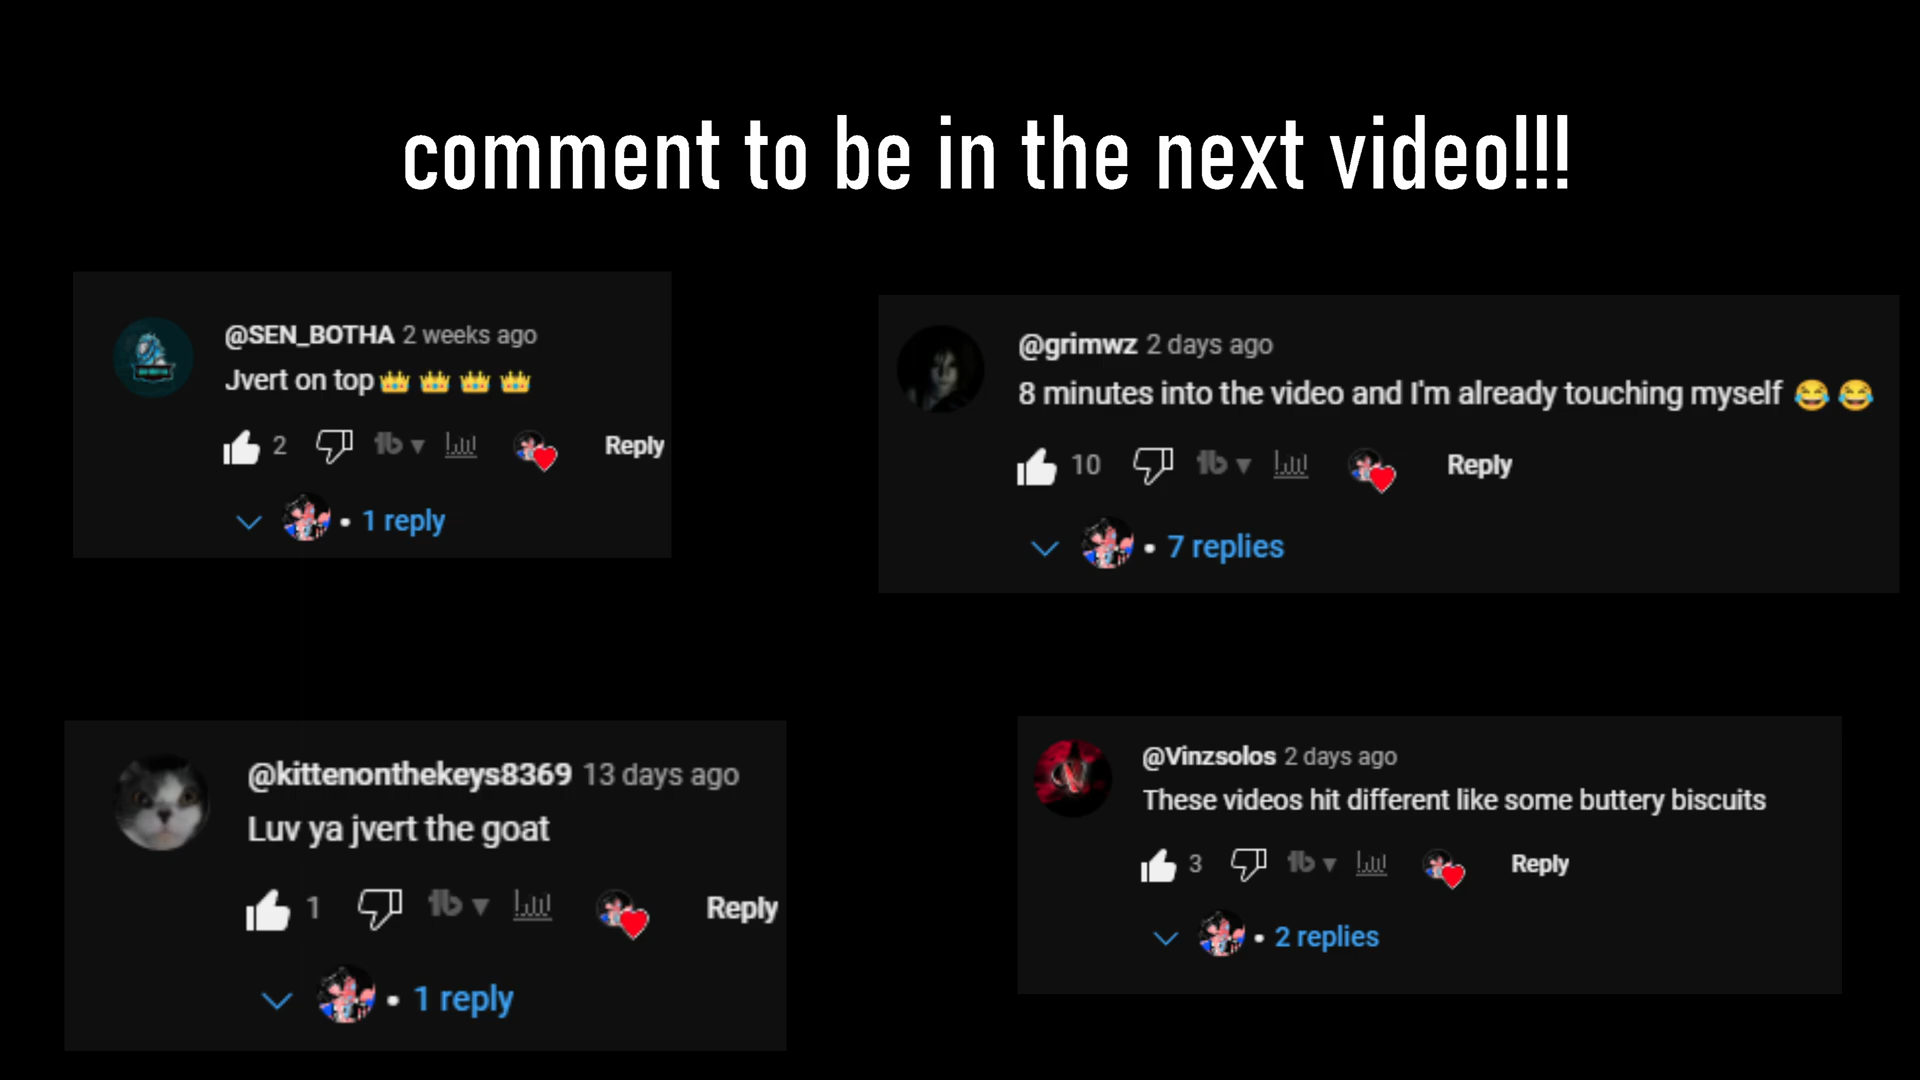 comment to be in the next video!!!
@SEN_BOTHA 2 weeks ago
Jvert on top👑👑👑👑
2
Reply
1 reply
@grimwz 2 days ago
8 minutes into the video and I'm already touching myself 😂😂
10
Reply
• 7 replies
@kittenonthekeys8369 13 days ago
Luv ya jvert the goat
1
Reply
• 1 reply
@Vinzsolos 2 days ago
These videos hit different like some buttery biscuits
3
Reply
• 2 replies